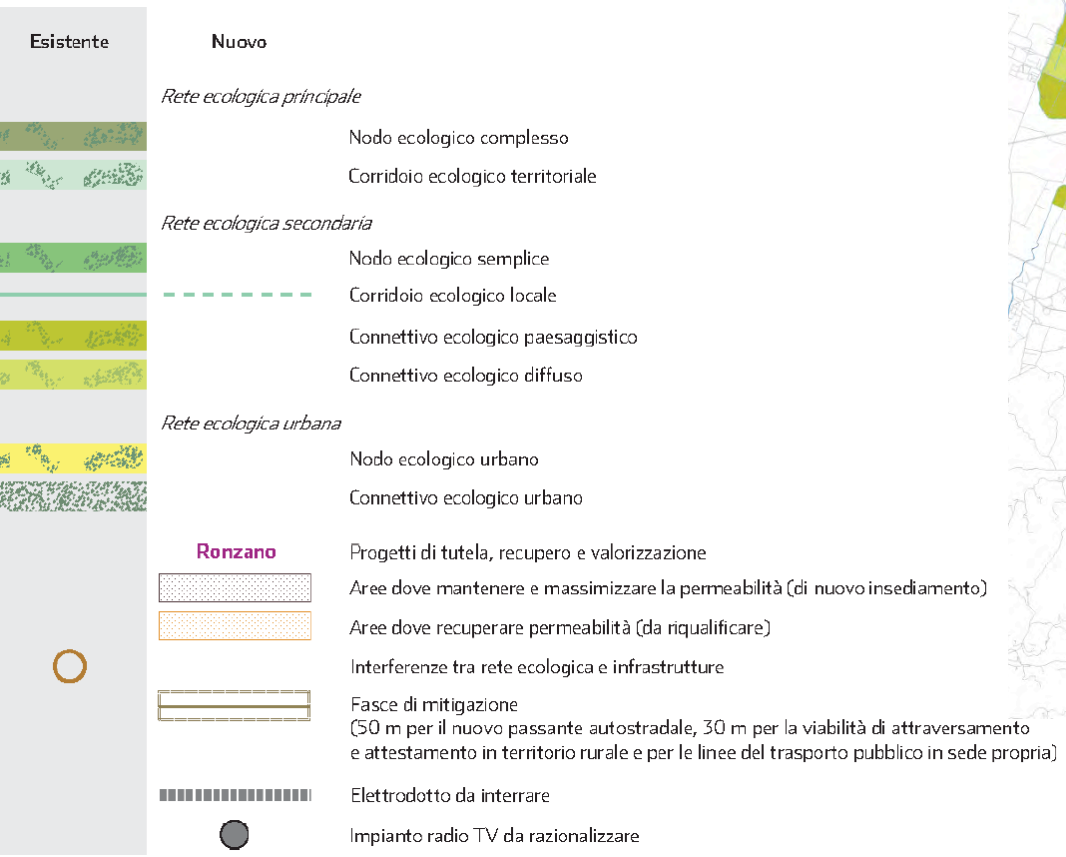 Esistente Nuovo
Rete ecologica principale
Nodo ecologico complesso
Corridoio ecologico territoriale
Rete ecologica secondaria
Nodo ecologico semplice
Corridoio ecologico locale
Connettivo ecologico paesaggistico
Connettivo ecologico diffuso
Rete ecologica urbana
Nodo ecologico urbano
Connettivo ecologico urbano
Ronzano Progetti di tutela, recupero e valorizzazione
Aree dove mantenere e massimizzare la permeabilità (di nuovo insediamento)
Aree dove recuperare permeabilità (da riqualificare)
Interferenze tra rete ecologica e infrastrutture
Fasce di mitigazione
(50 m per il nuovo passante autostradale, 30 m per la viabilità di attraversamento
e attestamento in territorio rurale e per le linee del trasporto pubblico in sede propria)
Elettrodotto da interrare
Impianto radio TV da razionalizzare